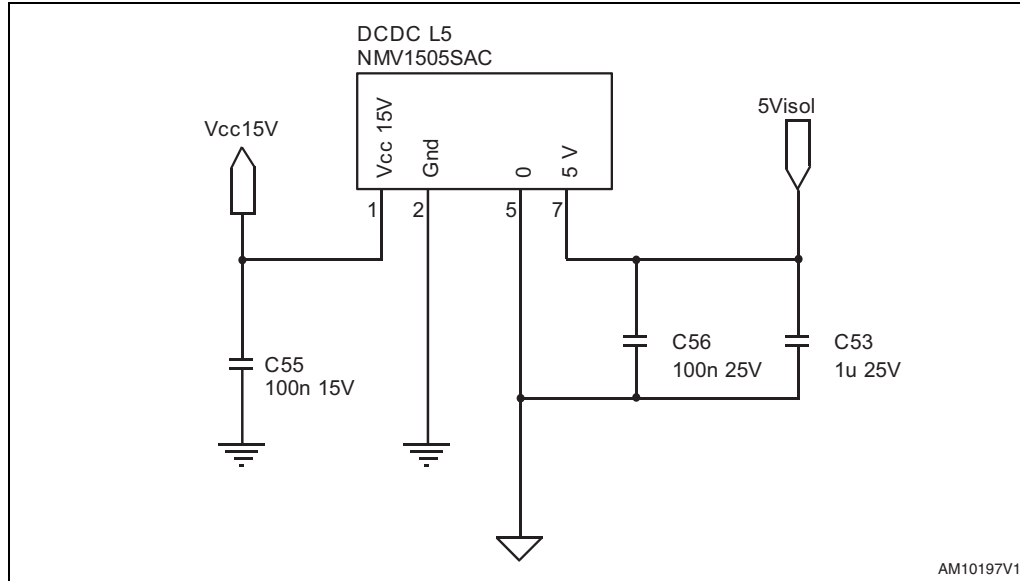 DCDC L5
NMV1505SAC
Vcc15V
Vcc 15V
Gnd
0
5 V
5Visol
1
2
5
7
C55
100n 15V
C56
100n 25V
C53
1u 25V
AM10197V1